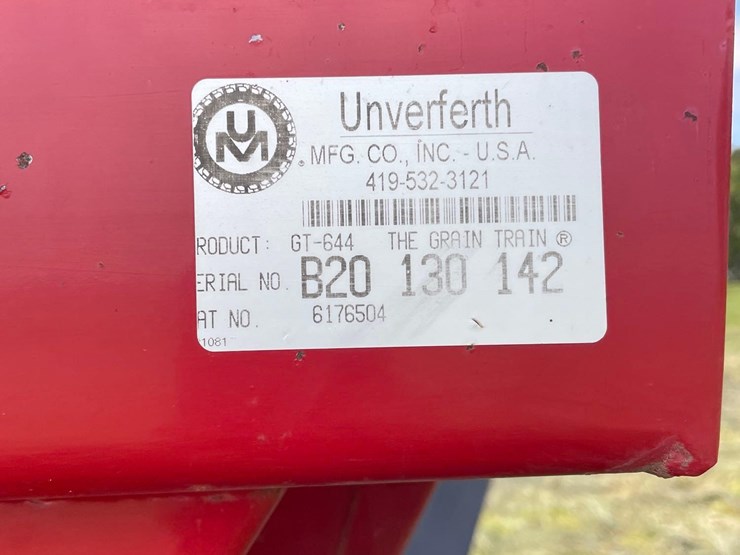 UM
Unverferth
MFG. CO., INC. - U.S.A.
419-532-3121
RODUCT: GT-644 THE GRAIN TRAIN ®
ERIAL NO. B20 130 142
AT NO. 6176504
1081